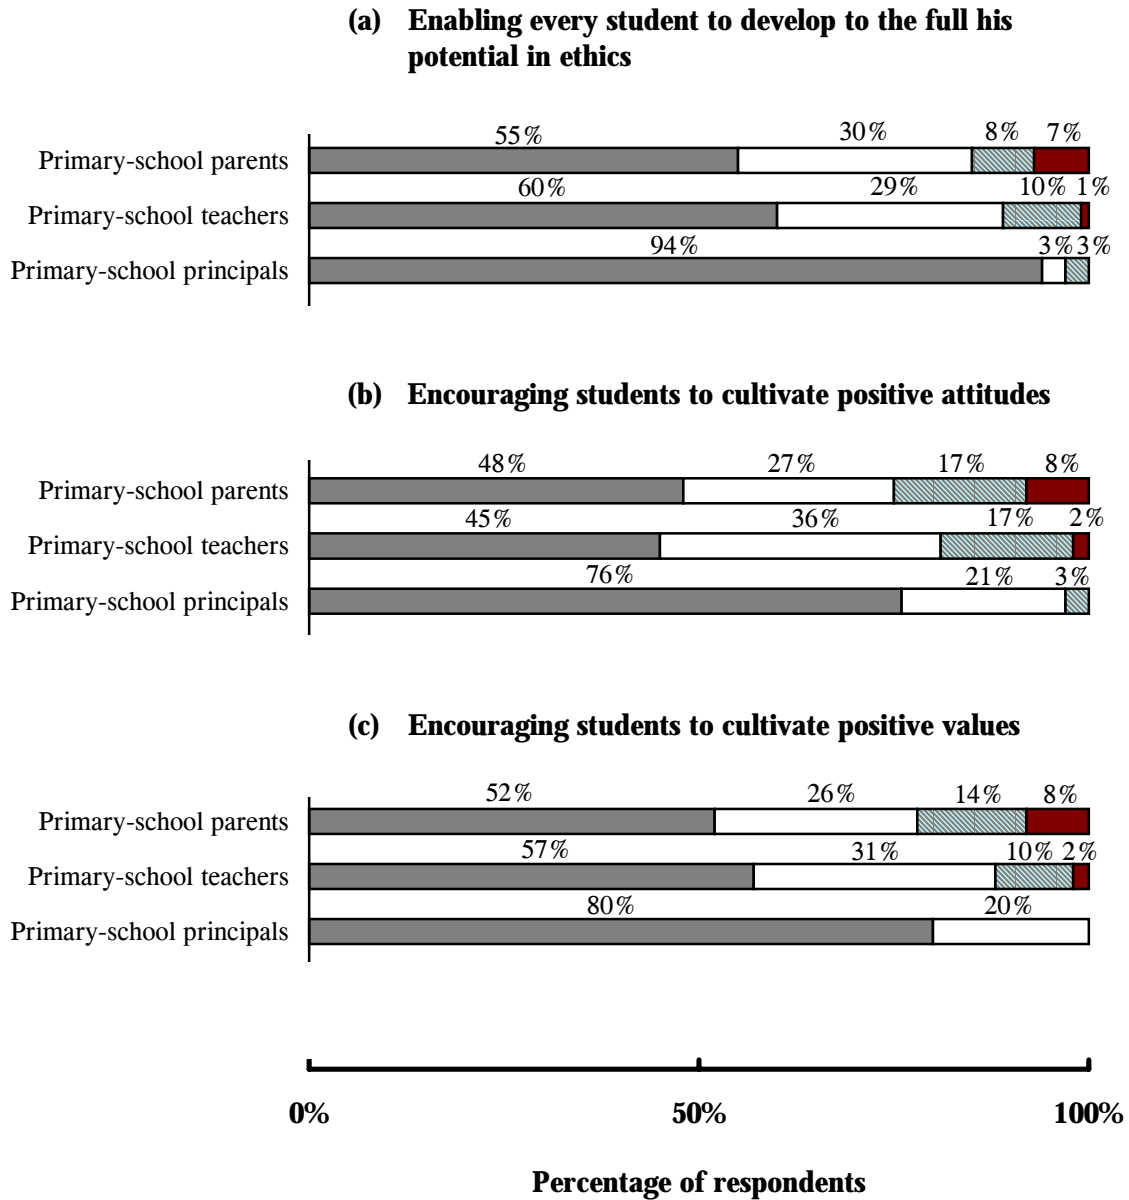 (a) Enabling every student to develop to the full his
potential in ethics
55% 30% 8% 7%
Primary-school parents
60% 29% 10% 1%
Primary-school teachers
94% 3% 3%
Primary-school principals
(b) Encouraging students to cultivate positive attitudes
48% 27% 17% 8%
Primary-school parents
45% 36% 17% 2%
Primary-school teachers
76% 21% 3%
Primary-school principals
(c) Encouraging students to cultivate positive values
52% 26% 14% 8%
Primary-school parents
57% 31% 10% 2%
Primary-school teachers
80% 20%
Primary-school principals
0% 50% 100%
Percentage of respondents